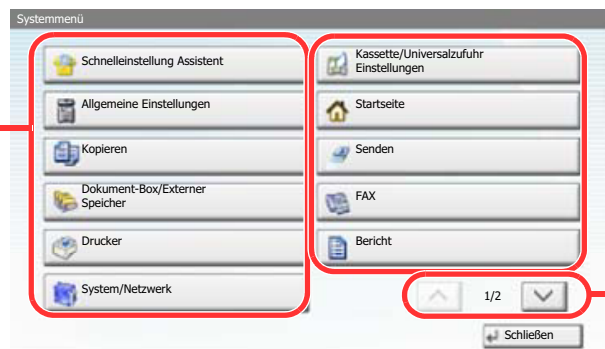 Systemmenü
Schnelleinstellung Assistent
Allgemeine Einstellungen
Kopieren
Dokument-Box/Externer
Speicher
Drucker
System/Netzwerk
Kassette/Universalzufuhr
Einstellungen
Startseite
Senden
FAX
Bericht
1/2
Schließen